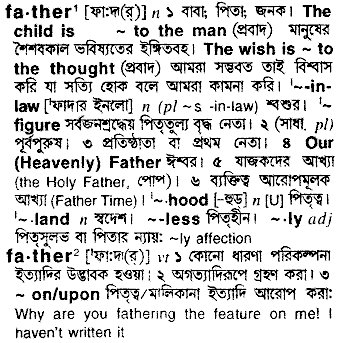 fa·ther¹ ['ফা:দা(র্)] n ১ বাবা; পিতা; জনক। The
child is ~ to the man (প্রবাদ) মানুষের
শৈশবকাল ভবিষ্যতের ইঙ্গিতবহ। The wish is ~ to
the thought (প্রবাদ) আমরা সম্ভবত তাই বিশ্বাস
করি যা সত্যি হোক বলে আমরা কামনা করি। '~-in-
law ['ফাদার ইনলো] n (pl ~s -in-law) শ্বশুর। '~
figure সর্বজনশ্রদ্ধেয় পিতৃতুল্য বৃদ্ধ নেতা। ২ (সাধা. pl)
পূর্বপুরুষ। ৩ প্রতিষ্ঠাতা বা প্রথম নেতা। ৪ Our
(Heavenly) Father ঈশ্বর। ৫ যাজকদের আখ্যা
(the Holy Father, পোপ)। ৬ ব্যক্তিত্ব আরোপমূলক
আখ্যা (Father Time)। '~·hood [-হুড্] n [U] পিতৃত্ব।
'~·land n স্বদেশ। ~-less পিতৃহীন। ~·ly adj
পিতৃসুলভ বা পিতার ন্যায়: ~ly affection
fa·ther² ['ফা:দা(র্)] vt ১ কোনো ধারণা পরিকল্পনা
ইত্যাদির উদ্ভাবক হওয়া। ২ অগত্যাদিরূপে গ্রহণ করা। ৩
~ on/upon পিতৃত্ব/মালিকানা ইত্যাদি আরোপ করা:
Why are you fathering the feature on me! I
haven't written it